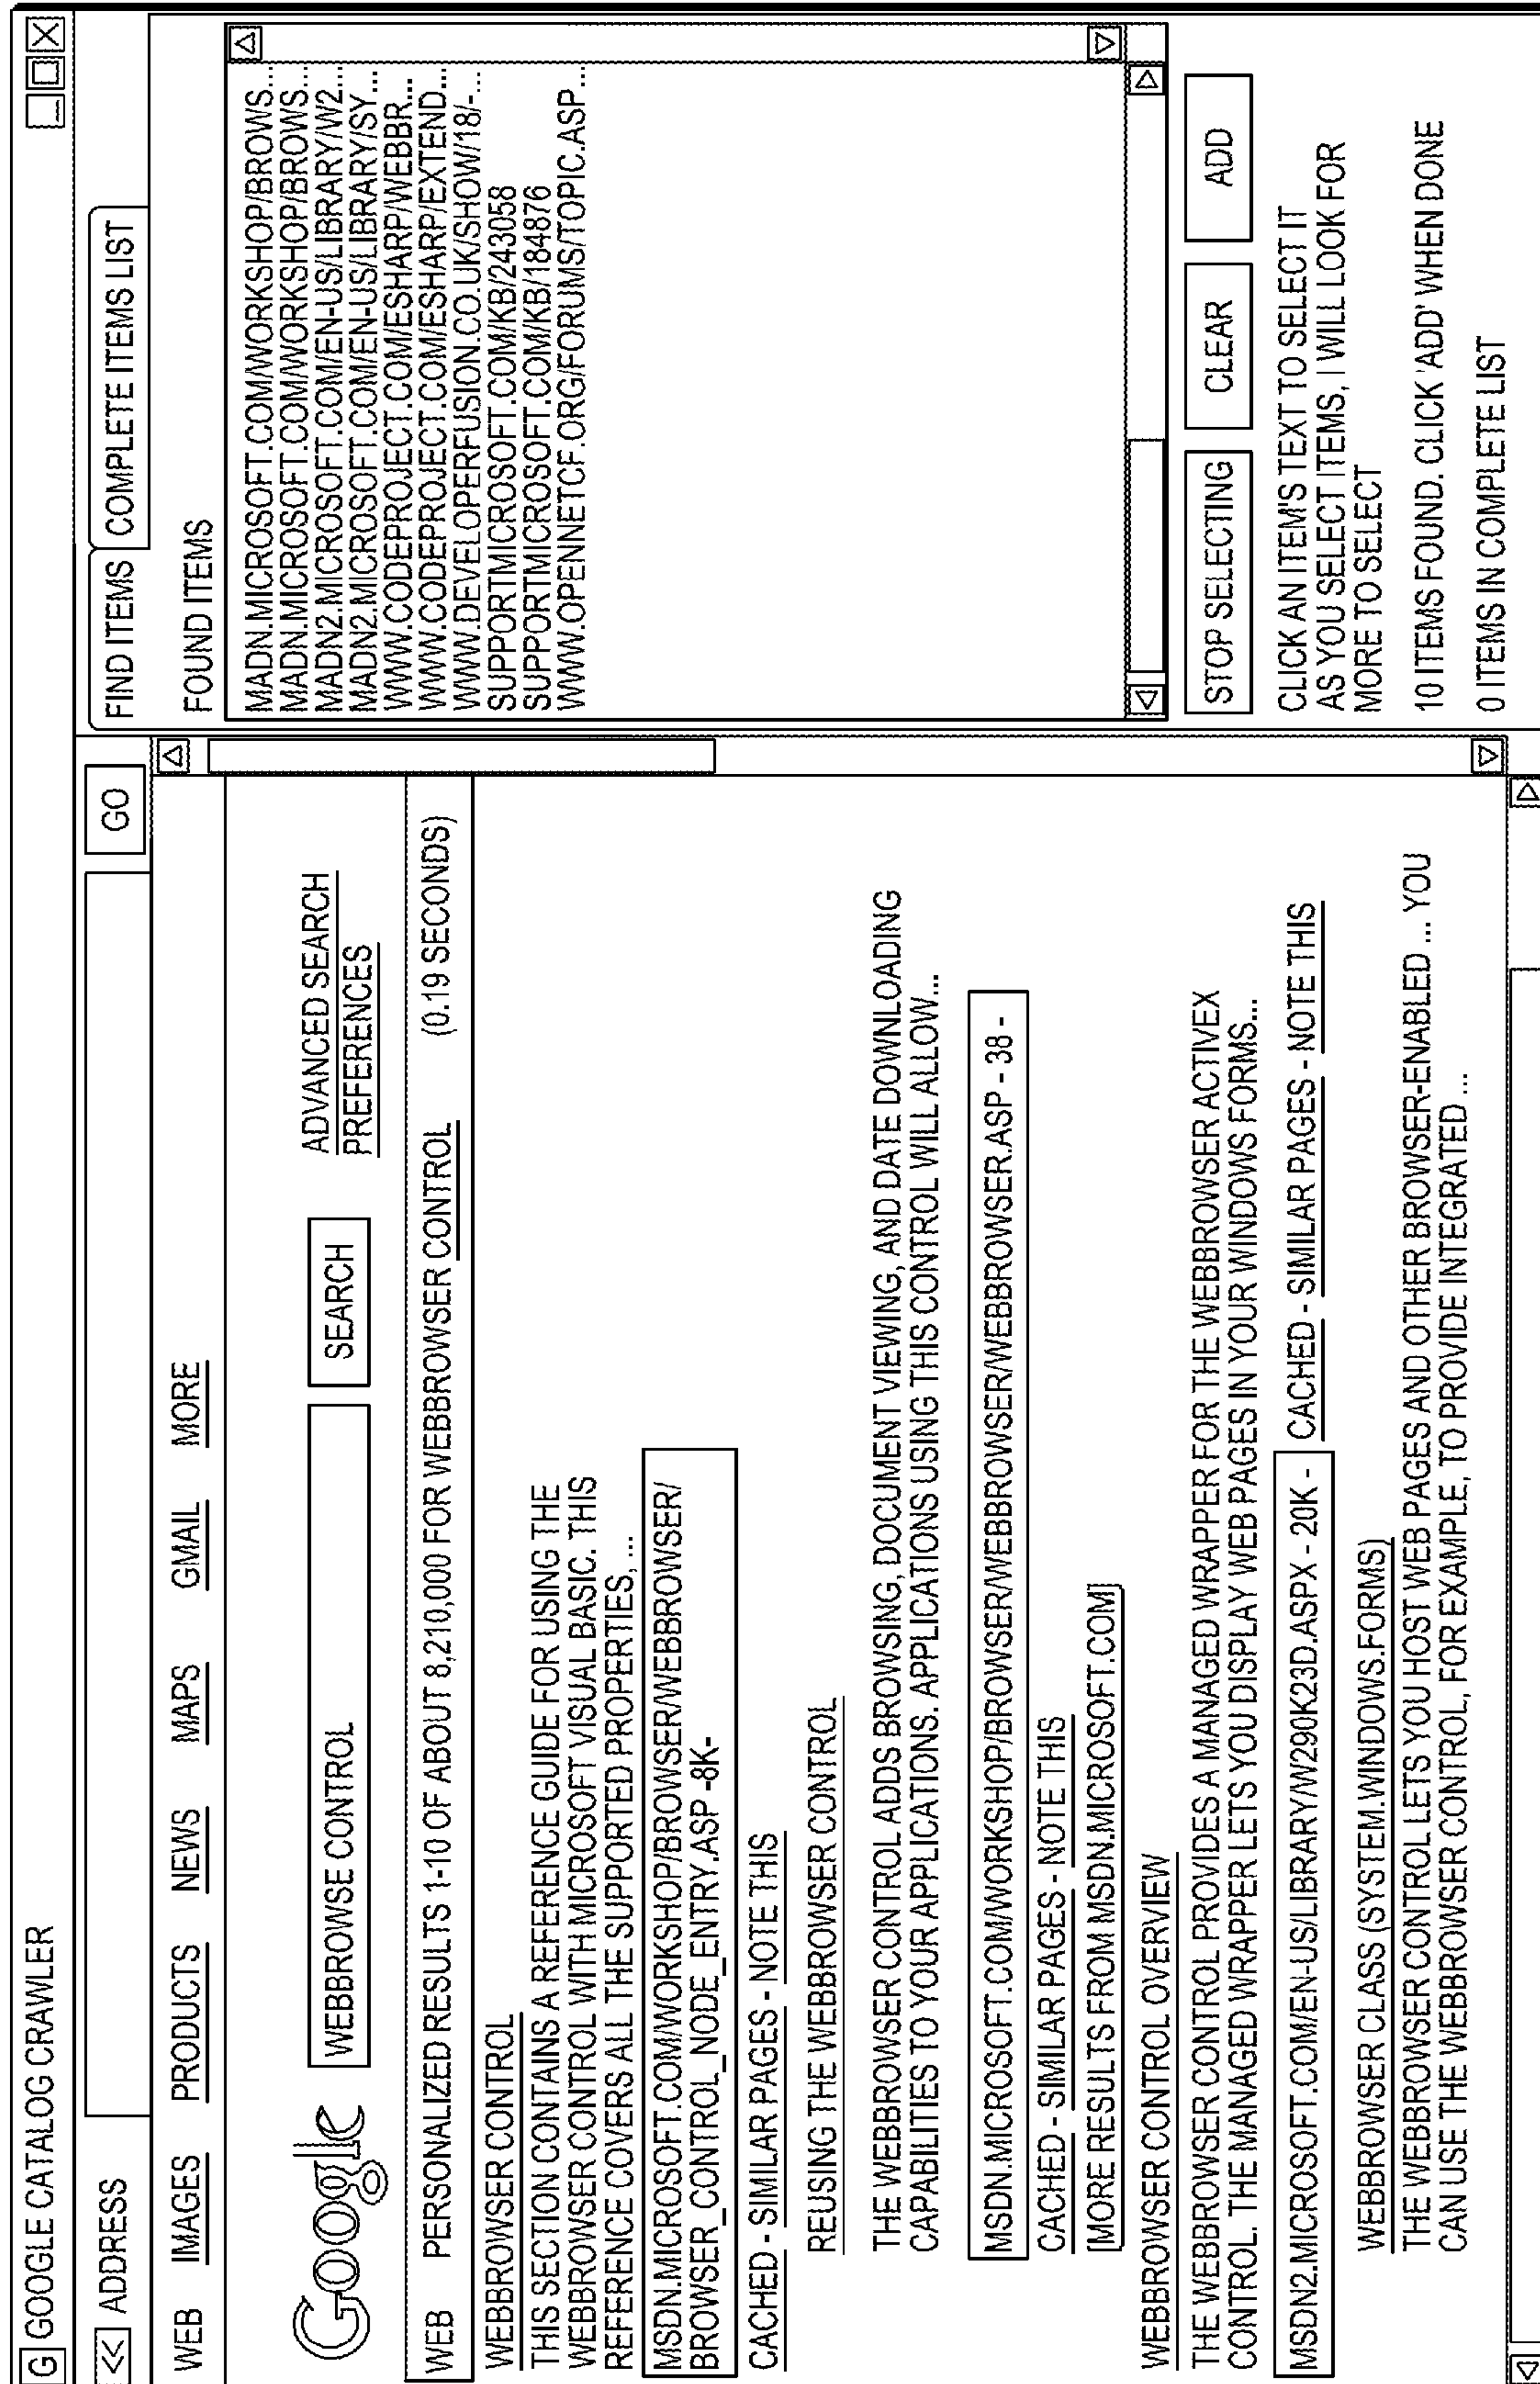 G GOOGLE CATALOG CRAWLER
<< ADDRESS GO
WEB IMAGES PRODUCTS NEWS MAPS GMAIL MORE
Google WEBBROWSE CONTROL SEARCH ADVANCED SEARCH
PREFERENCES
WEB PERSONALIZED RESULTS 1-10 OF ABOUT 8,210,000 FOR WEBBROWSER CONTROL (0.19 SECONDS)
WEBBROWSER CONTROL
THIS SECTION CONTAINS A REFERENCE GUIDE FOR USING THE
WEBBROWSER CONTROL WITH MICROSOFT VISUAL BASIC. THIS
REFERENCE COVERS ALL THE SUPPORTED PROPERTIES, ...
MSDN.MICROSOFT.COM/WORKSHOP/BROWSER/WEBBROWSER/
BROWSER_CONTROL_NODE_ENTRY.ASP -8K-
CACHED - SIMILAR PAGES - NOTE THIS
REUSING THE WEBBROWSER CONTROL
THE WEBBROWSER CONTROL ADDS BROWSING, DOCUMENT VIEWING, AND DATE DOWNLOADING
CAPABILITIES TO YOUR APPLICATIONS. APPLICATIONS USING THIS CONTROL WILL ALLOW...
MSDN.MICROSOFT.COM/WORKSHOP/BROWSER/WEBBROWSER/WEBBROWSER.ASP - 38 -
CACHED - SIMILAR PAGES - NOTE THIS
[MORE RESULTS FROM MSDN.MICROSOFT.COM]
WEBBROWSER CONTROL OVERVIEW
THE WEBBROWSER CONTROL PROVIDES A MANAGED WRAPPER FOR THE WEBBROWSER ACTIVEX
CONTROL. THE MANAGED WRAPPER LETS YOU DISPLAY WEB PAGES IN YOUR WINDOWS FORMS...
MSDN2.MICROSOFT.COM/EN-US/LIBRARY/W290K23D.ASPX - 20K - CACHED - SIMILAR PAGES - NOTE THIS
WEBBROWSER CLASS (SYSTEM.WINDOWS.FORMS)
THE WEBBROWSER CONTROL LETS YOU HOST WEB PAGES AND OTHER BROWSER-ENABLED ... YOU
CAN USE THE WEBBROWSER CONTROL, FOR EXAMPLE, TO PROVIDE INTEGRATED ...
FIND ITEMS COMPLETE ITEMS LIST
FOUND ITEMS
MADN.MICROSOFT.COM/WORKSHOP/BROWS...
MADN.MICROSOFT.COM/WORKSHOP/BROWS...
MADN2.MICROSOFT.COM/EN-US/LIBRARY/W2...
MADN2.MICROSOFT.COM/EN-US/LIBRARY/SY...
WWW.CODEPROJECT.COM/ESHARP/WEBBR...
WWW.CODEPROJECT.COM/ESHARP/EXTEND...
WWW.DEVELOPERFUSION.CO.UK/SHOW/18/-...
SUPPORTMICROSOFT.COM/KB/243058
SUPPORTMICROSOFT.COM/KB/184876
WWW.OPENNETCF.ORG/FORUMS/TOPIC.ASP...
STOP SELECTING CLEAR ADD
CLICK AN ITEM'S TEXT TO SELECT IT
AS YOU SELECT ITEMS, I WILL LOOK FOR
MORE TO SELECT
10 ITEMS FOUND. CLICK 'ADD' WHEN DONE
0 ITEMS IN COMPLETE LIST